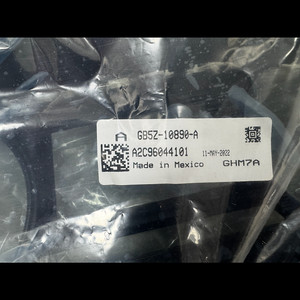 A GB5Z-10890-A
A2C96044101 11-MAY-2022
Made in Mexico GHM7A